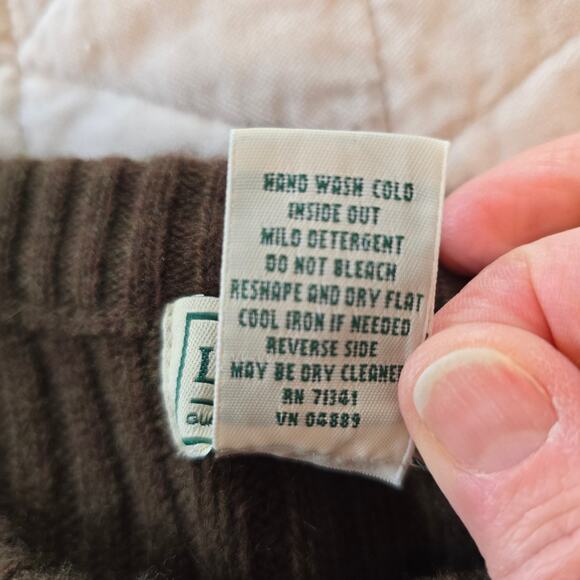 HAND WASH COLD
INSIDE OUT
MILD DETERGENT
DO NOT BLEACH
RESHAPE AND DRY FLAT
COOL IRON IF NEEDED
REVERSE SIDE
MAY BE DRY CLEANE
RN 71341
VN 04889